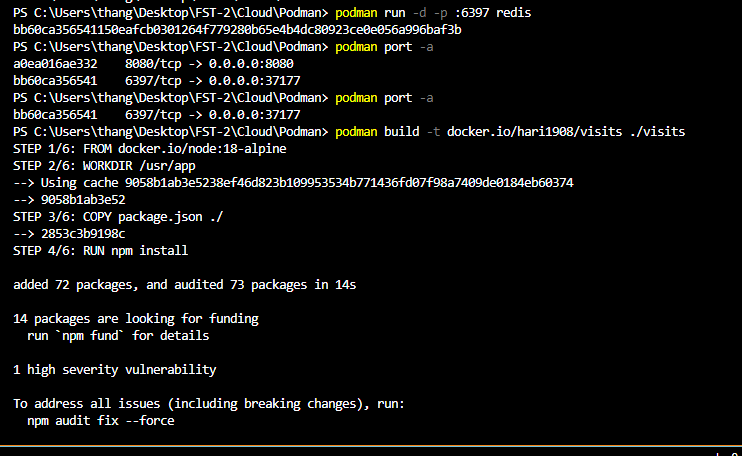 PS C:\Users\thang\Desktop\FST-2\Cloud\Podman> podman run -d -p :6397 redis
bb60ca356541150eafcb0301264f779280b65e4b4dc80923ce0e056a996baf3b
PS C:\Users\thang\Desktop\FST-2\Cloud\Podman> podman port -a
a0ea016ae332    8080/tcp -> 0.0.0.0:8080
bb60ca356541    6397/tcp -> 0.0.0.0:37177
PS C:\Users\thang\Desktop\FST-2\Cloud\Podman> podman port -a
bb60ca356541    6397/tcp -> 0.0.0.0:37177
PS C:\Users\thang\Desktop\FST-2\Cloud\Podman> podman build -t docker.io/hari1908/visits ./visits
STEP 1/6: FROM docker.io/node:18-alpine
STEP 2/6: WORKDIR /usr/app
--> Using cache 9058b1ab3e5238ef46d823b109953534b771436fd07f98a7409de0184eb60374
--> 9058b1ab3e52
STEP 3/6: COPY package.json ./
--> 2853c3b9198c
STEP 4/6: RUN npm install

added 72 packages, and audited 73 packages in 14s

14 packages are looking for funding
  run `npm fund` for details

1 high severity vulnerability

To address all issues (including breaking changes), run:
  npm audit fix --force